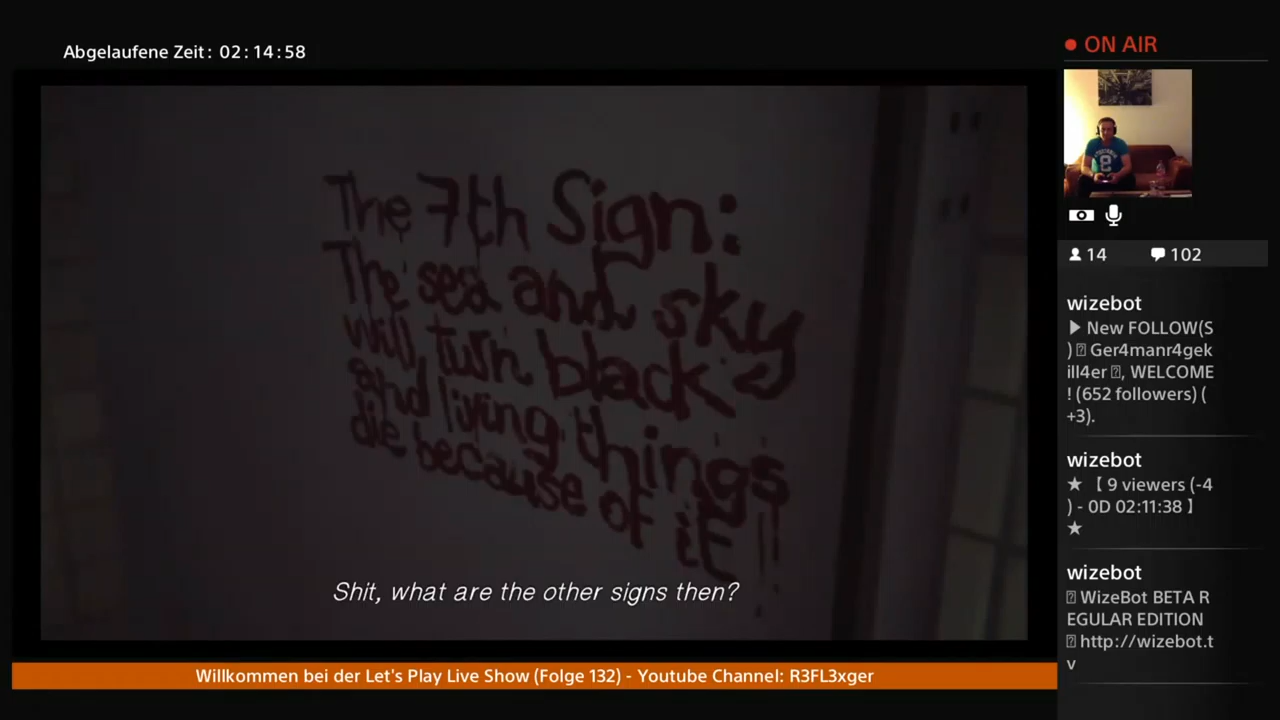 Abgelaufene Zeit: 02:14:58
ON AIR
The 7th Sign:
The sea and sky
will turn black
and living things
die because of it!!
Shit, what are the other signs then?
14 102
wizebot
New FOLLOW(S
) Ger4manr4gek
ill4er , WELCOME
! (652 followers) (
+3).
wizebot
★ 【 9 viewers (-4
) - 0D 02:11:38 】
★
wizebot
WizeBot BETA R
EGULAR EDITION
http://wizebot.t
v
Willkommen bei der Let's Play Live Show (Folge 132) - Youtube Channel: R3FL3xger